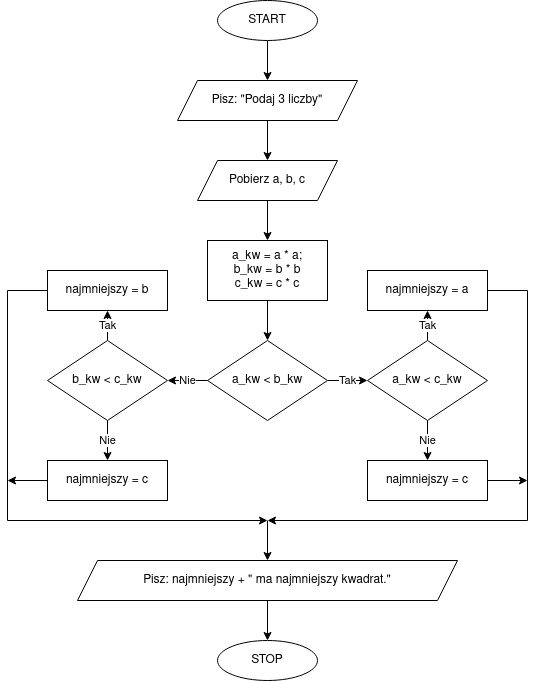 START
Pisz: "Podaj 3 liczby"
Pobierz a, b, c
a_kw = a * a;
b_kw = b * b
c_kw = c * c
najmniejszy = b
najmniejszy = a
Tak
Tak
b_kw < c_kw
Nie
a_kw < b_kw
Tak
a_kw < c_kw
Nie
Nie
najmniejszy = c
najmniejszy = c
Pisz: najmniejszy + " ma najmniejszy kwadrat."
STOP